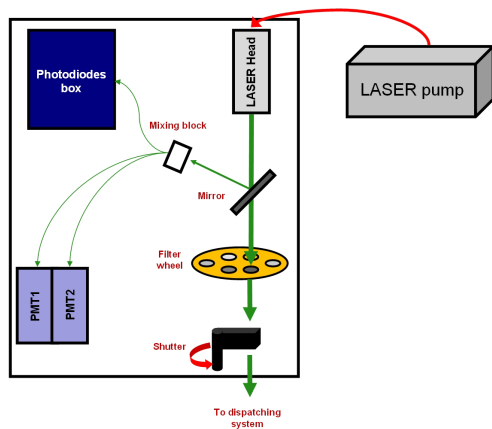 Photodiodes
box
LASER Head
LASER pump
Mixing block
Mirror
Filter
wheel
PMT1
PMT2
Shutter
To dispatching
system